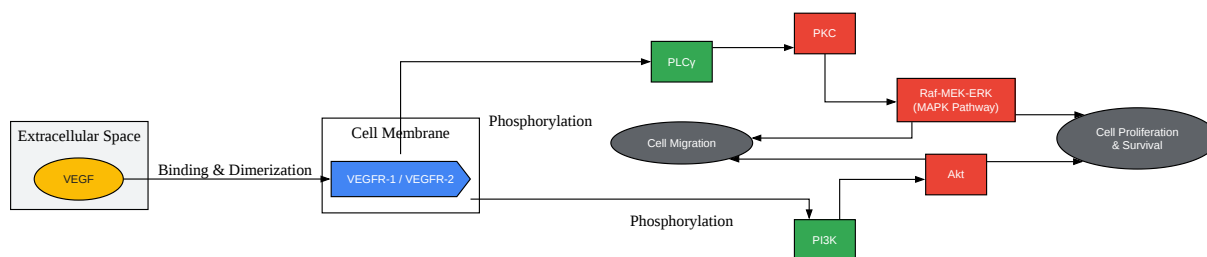 Extracellular Space
VEGF
Binding & Dimerization
Cell Membrane
VEGFR-1 / VEGFR-2
Phosphorylation
Phosphorylation
PLCγ
PKC
Raf-MEK-ERK
(MAPK Pathway)
Cell Migration
PI3K
Akt
Cell Proliferation
& Survival